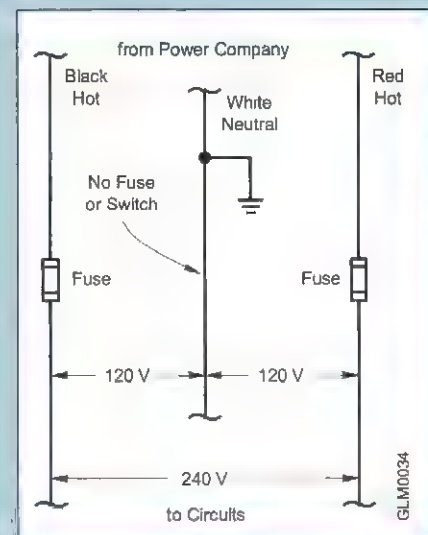 from Power Company
Black
Hot
Red
Hot
White
Neutral
No Fuse
or Switch
Fuse
Fuse
120 V
120 V
240 V
to Circuits
GLM0034